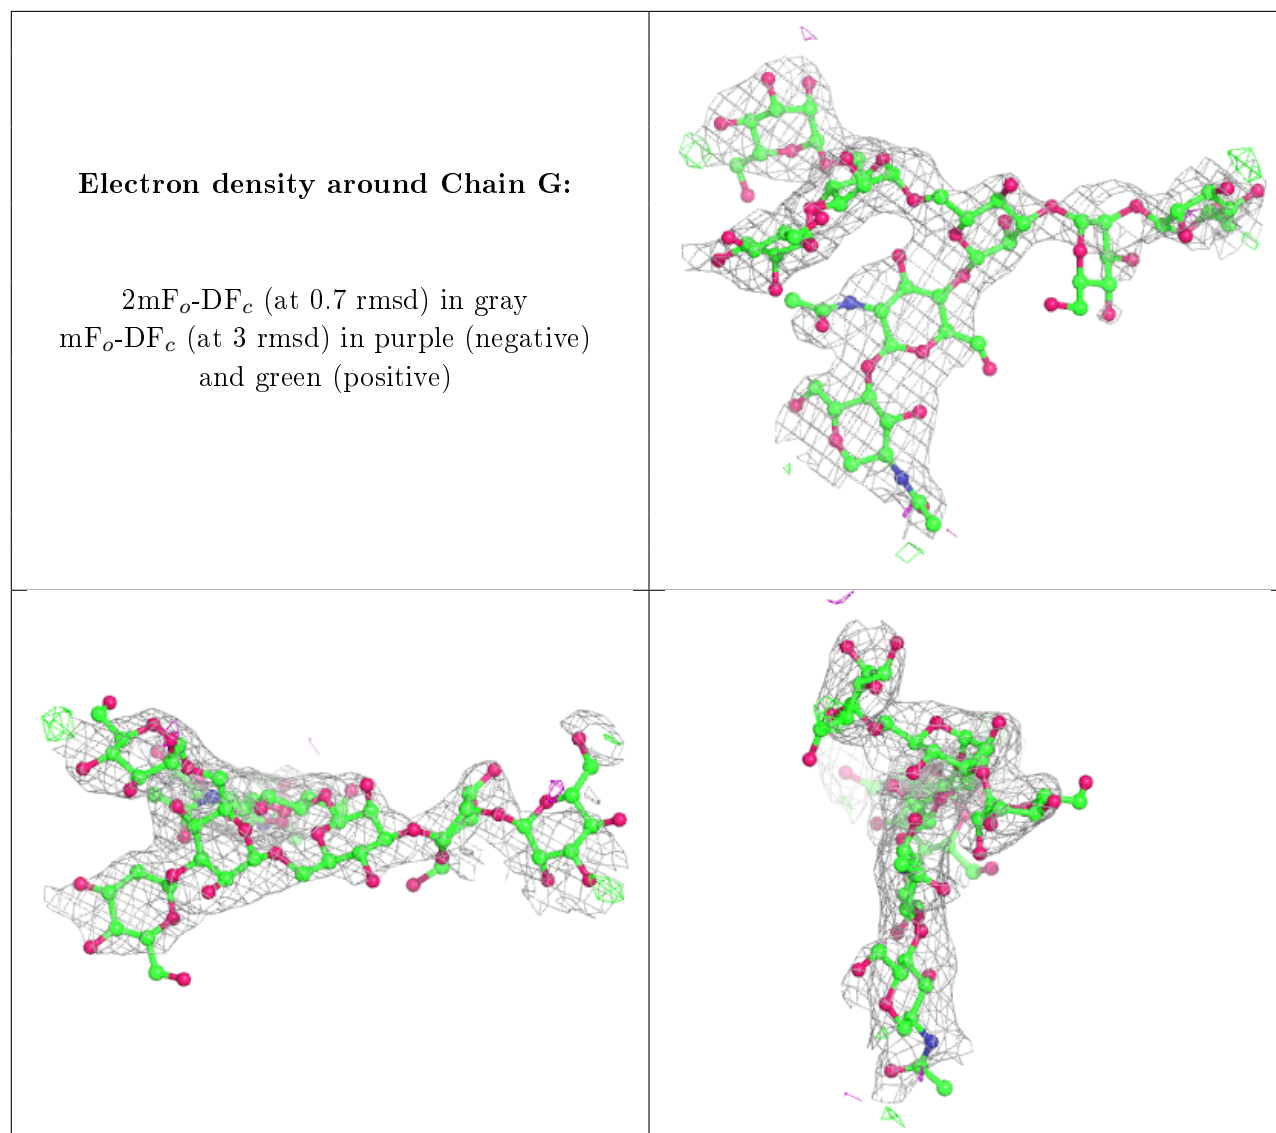 Electron density around Chain G:
2mFₒ-DF𝒸 (at 0.7 rmsd) in gray
mFₒ-DF𝒸 (at 3 rmsd) in purple (negative)
and green (positive)